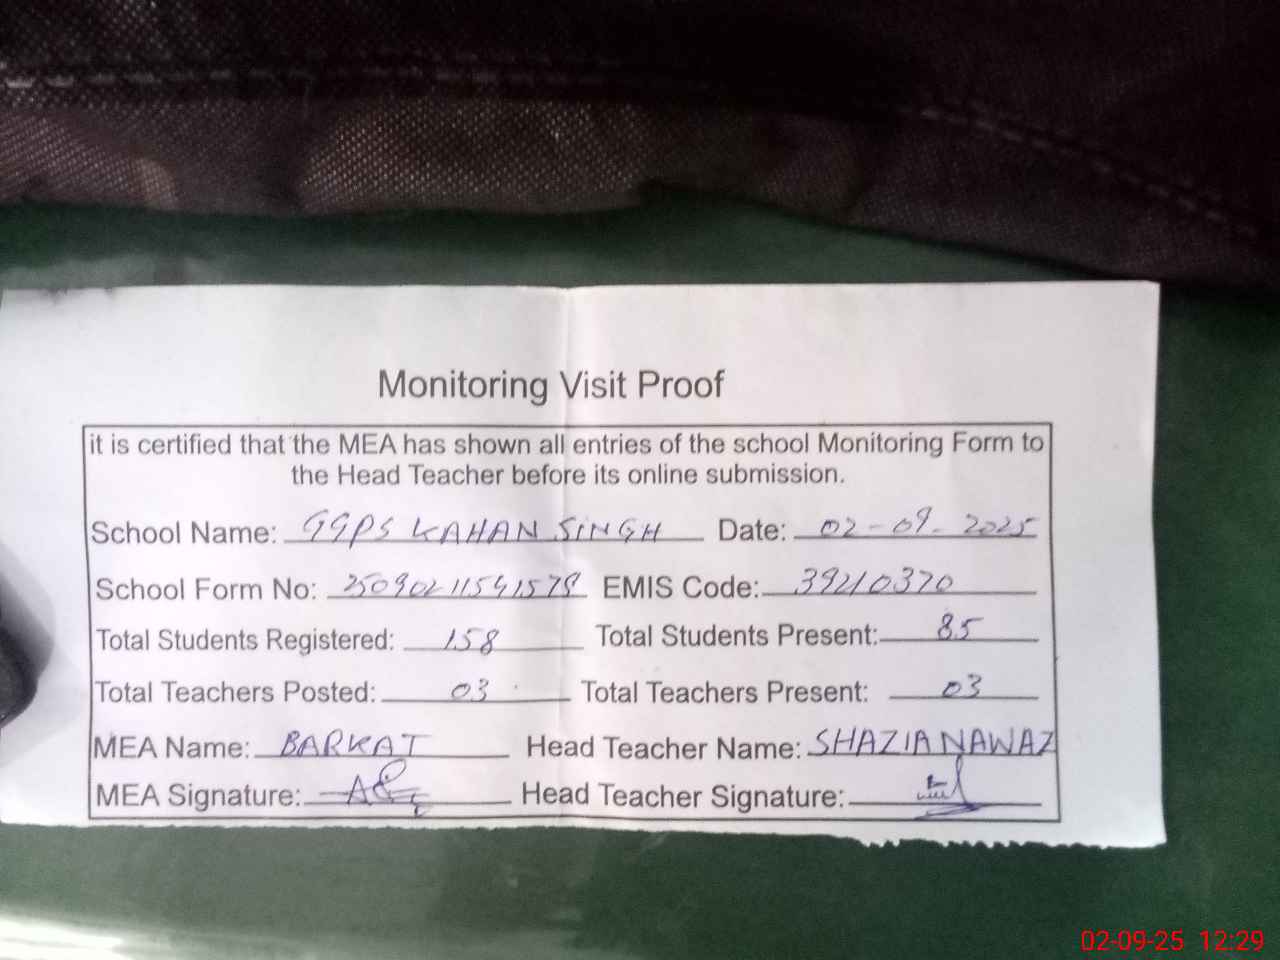 Monitoring Visit Proof
it is certified that the MEA has shown all entries of the school Monitoring Form to
the Head Teacher before its online submission.
School Name: GGPS KAHAN SINGH Date: 02-09-2025
School Form No: 25090211541578 EMIS Code: 39210370
Total Students Registered: 158 Total Students Present: 85
Total Teachers Posted: 03 Total Teachers Present: 03
MEA Name: BARKAT Head Teacher Name: SHAZIA NAWAZ
MEA Signature: Head Teacher Signature:
02-09-25 12:29